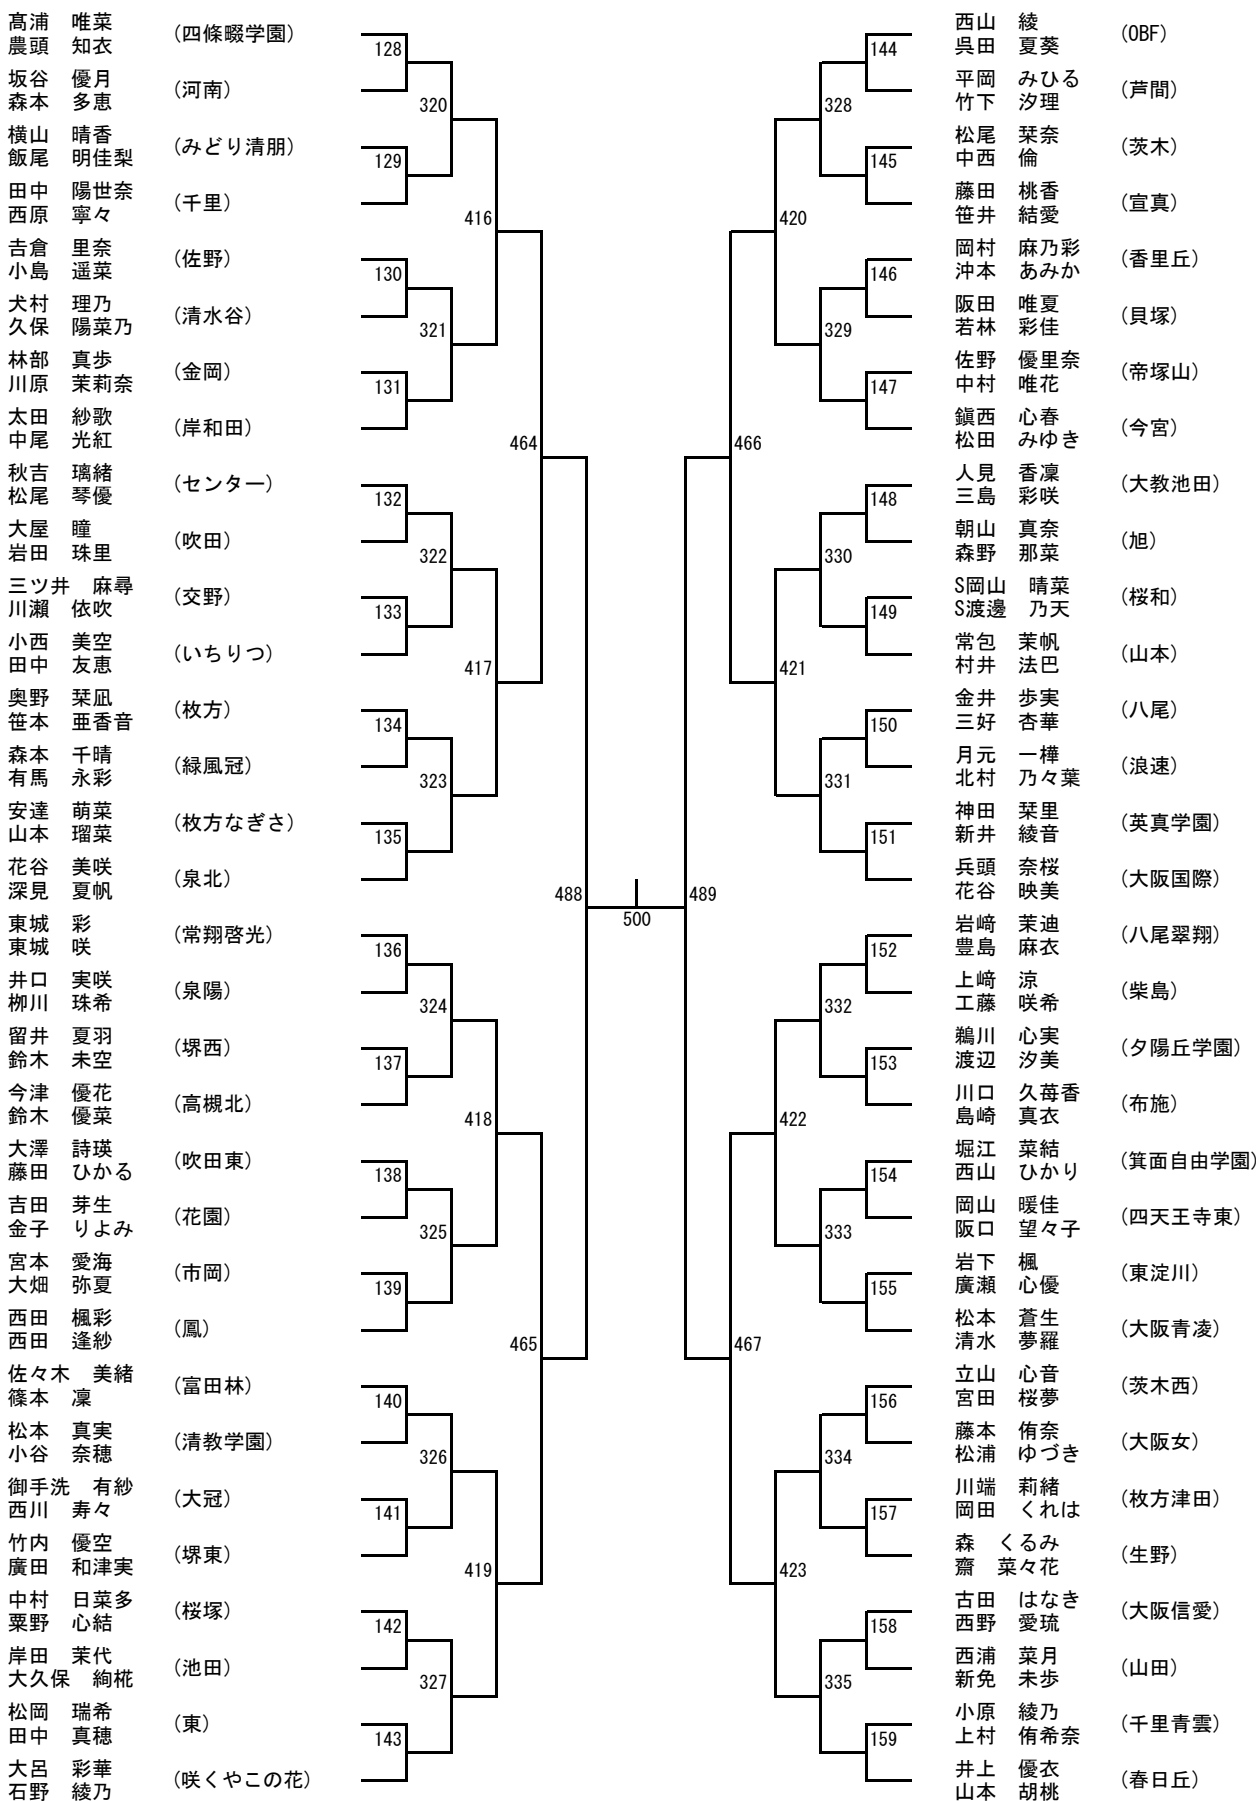 髙浦　唯菜
農頭　知衣
(四條畷学園)
坂谷　優月
森本　多恵
(河南)
横山　晴香
飯尾　明佳梨
(みどり清朋)
田中　陽世奈
西原　寧々
(千里)
𠮷倉　里奈
小島　遥菜
(佐野)
犬村　理乃
久保　陽菜乃
(清水谷)
林部　真歩
川原　茉莉奈
(金岡)
太田　紗歌
中尾　光紅
(岸和田)
秋吉　璃緒
松尾　琴優
(センター)
大屋　瞳
岩田　珠里
(吹田)
三ツ井　麻尋
川瀬　依吹
(交野)
小西　美空
田中　友恵
(いちりつ)
奥野　栞凪
笹本　亜香音
(枚方)
森本　千晴
有馬　永彩
(緑風冠)
安達　萌菜
山本　瑠菜
(枚方なぎさ)
花谷　美咲
深見　夏帆
(泉北)
東城　彩
東城　咲
(常翔啓光)
井口　実咲
栁川　珠希
(泉陽)
留井　夏羽
鈴木　未空
(堺西)
今津　優花
鈴木　優菜
(高槻北)
大澤　詩瑛
藤田　ひかる
(吹田東)
吉田　芽生
金子　りよみ
(花園)
宮本　愛海
大畑　弥夏
(市岡)
西田　楓彩
西田　逢紗
(鳳)
佐々木　美緒
篠本　凜
(富田林)
松本　真実
小谷　奈穂
(清教学園)
御手洗　有紗
西川　寿々
(大冠)
竹内　優空
廣田　和津実
(堺東)
中村　日菜多
粟野　心結
(桜塚)
岸田　茉代
大久保　絢椛
(池田)
松岡　瑞希
田中　真穂
(東)
大呂　彩華
石野　綾乃
(咲くやこの花)
128
129
130
131
132
133
134
135
136
137
138
139
140
141
142
143
320
321
322
323
324
325
326
327
416
417
418
419
464
465
488
500
489
466
467
420
421
422
423
328
329
330
331
332
333
334
335
144
145
146
147
148
149
150
151
152
153
154
155
156
157
158
159
西山　綾
呉田　夏葵
(OBF)
平岡　みひる
竹下　汐理
(芦間)
松尾　栞奈
中西　倫
(茨木)
藤田　桃香
笹井　結愛
(宣真)
岡村　麻乃彩
沖本　あみか
(香里丘)
阪田　唯夏
若林　彩佳
(貝塚)
佐野　優里奈
中村　唯花
(帝塚山)
鎭西　心春
松田　みゆき
(今宮)
人見　香凜
三島　彩咲
(大教池田)
朝山　真奈
森野　那菜
(旭)
S岡山　晴菜
S渡邊　乃天
(桜和)
常包　茉帆
村井　法巴
(山本)
金井　歩実
三好　杏華
(八尾)
月元　一樺
北村　乃々葉
(浪速)
神田　栞里
新井　綾音
(英真学園)
兵頭　奈桜
花谷　映美
(大阪国際)
岩﨑　茉迪
豊島　麻衣
(八尾翠翔)
上﨑　涼
工藤　咲希
(柴島)
鵜川　心実
渡辺　汐美
(夕陽丘学園)
川口　久苺香
島崎　真衣
(布施)
堀江　菜結
西山　ひかり
(箕面自由学園)
岡山　暖佳
阪口　望々子
(四天王寺東)
岩下　楓
廣瀬　心優
(東淀川)
松本　蒼生
清水　夢羅
(大阪青凌)
立山　心音
宮田　桜夢
(茨木西)
藤本　侑奈
松浦　ゆづき
(大阪女)
川端　莉緒
岡田　くれは
(枚方津田)
森　くるみ
齋　菜々花
(生野)
古田　はなき
西野　愛琉
(大阪信愛)
西浦　菜月
新免　未歩
(山田)
小原　綾乃
上村　侑希奈
(千里青雲)
井上　優衣
山本　胡桃
(春日丘)